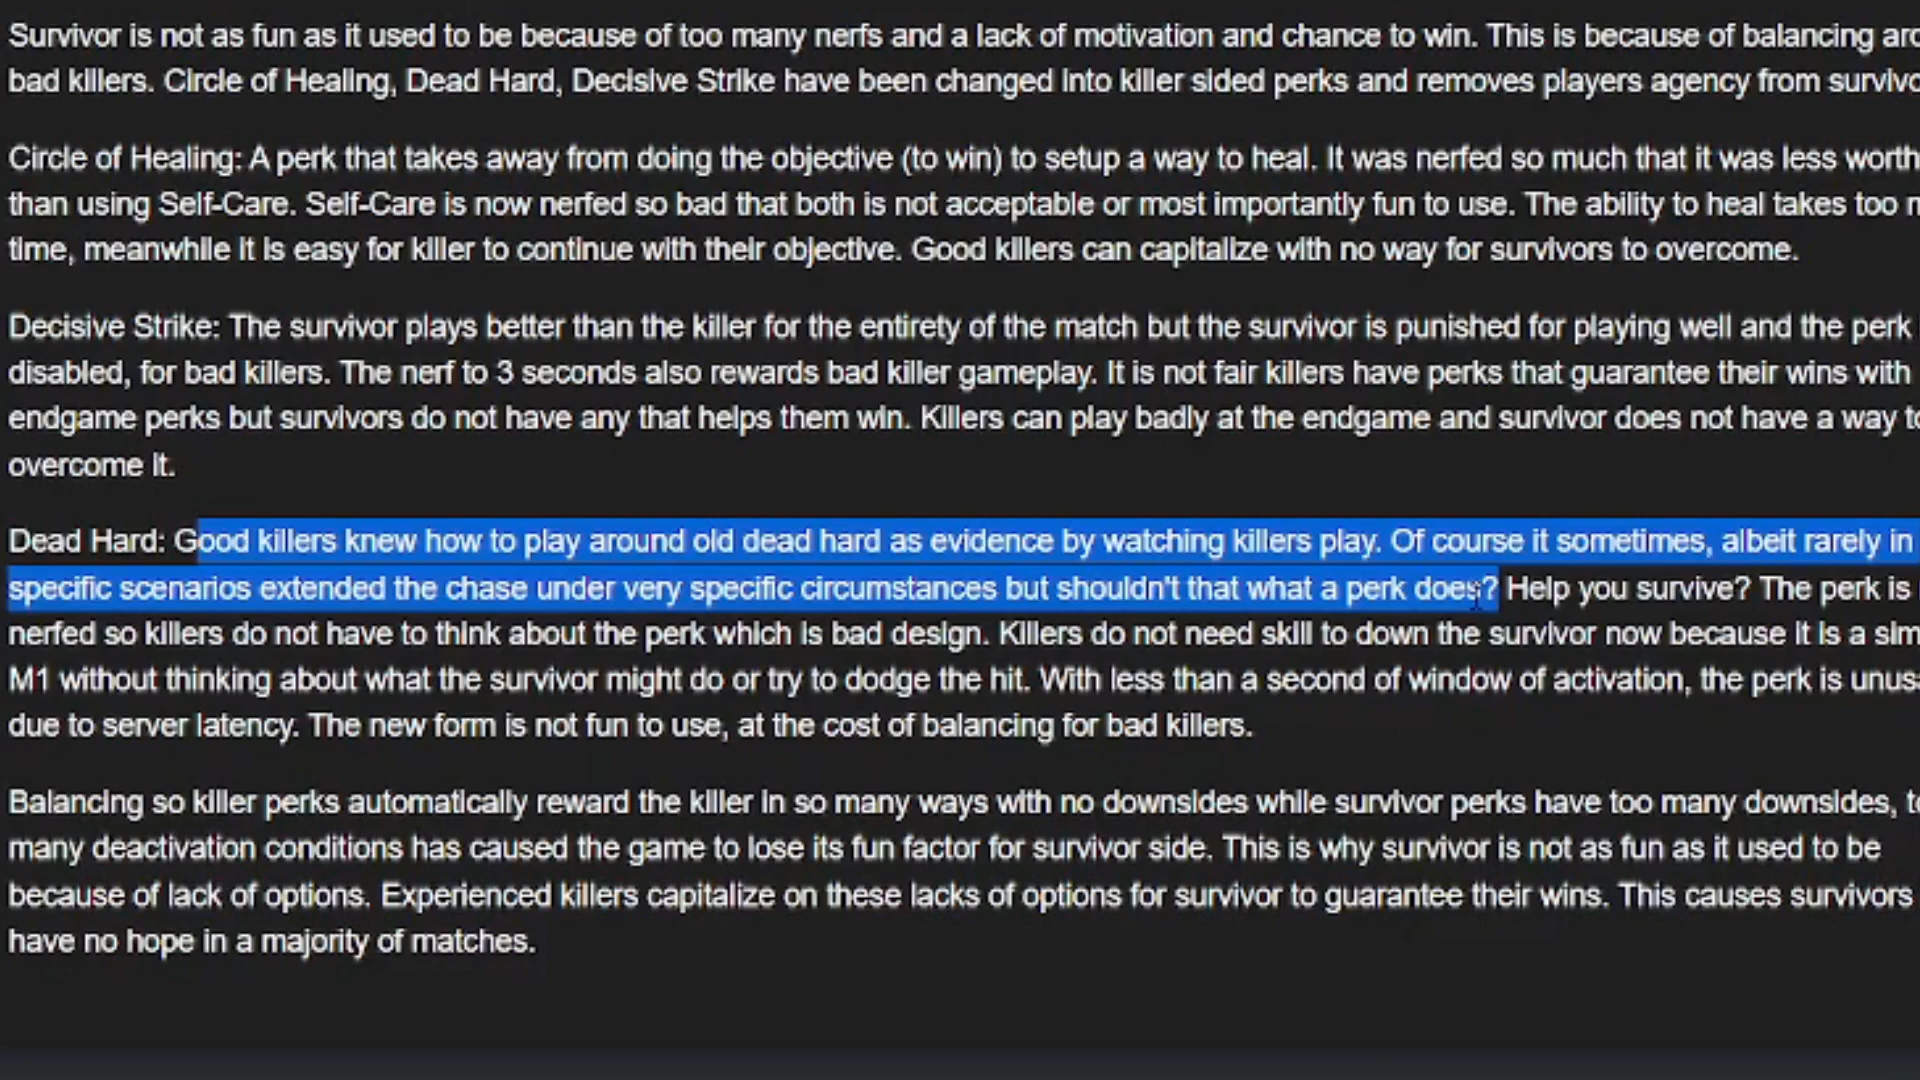 Survivor is not as fun as it used to be because of too many nerfs and a lack of motivation and chance to win. This is because of balancing
bad killers. Circle of Healing, Dead Hard, Decisive Strike have been changed into killer sided perks and removes players agency from
Circle of Healing: A perk that takes away from doing the objective (to win) to setup a way to heal. It was nerfed so much that it was less worth
than using Self-Care. Self-Care is now nerfed so bad that both is not acceptable or most importantly fun to use. The ability to heal takes too
time, meanwhile it is easy for killer to continue with their objective. Good killers can capitalize with no way for survivors to overcome.
Decisive Strike: The survivor plays better than the killer for the entirety of the match but the survivor is punished for playing well and the perk
disabled, for bad killers. The nerf to 3 seconds also rewards bad killer gameplay. It is not fair killers have perks that guarantee their wins with
endgame perks but survivors do not have any that helps them win. Killers can play badly at the endgame and survivor does not have a way
overcome it.
Dead Hard: Good killers knew how to play around old dead hard as evidence by watching killers play. Of course it sometimes, albeit rarely in
specific scenarios extended the chase under very specific circumstances but shouldn't that what a perk does? Help you survive? The perk is
nerfed so killers do not have to think about the perk which is bad design. Killers do not need skill to down the survivor now because it is a
M1 without thinking about what the survivor might do or try to dodge the hit. With less than a second of window of activation, the perk is
due to server latency. The new form is not fun to use, at the cost of balancing for bad killers.
Balancing so killer perks automatically reward the killer in so many ways with no downsides while survivor perks have too many downsides,
many deactivation conditions has caused the game to lose its fun factor for survivor side. This is why survivor is not as fun as it used to be
because of lack of options. Experienced killers capitalize on these lacks of options for survivor to guarantee their wins. This causes survivors
have no hope in a majority of matches.